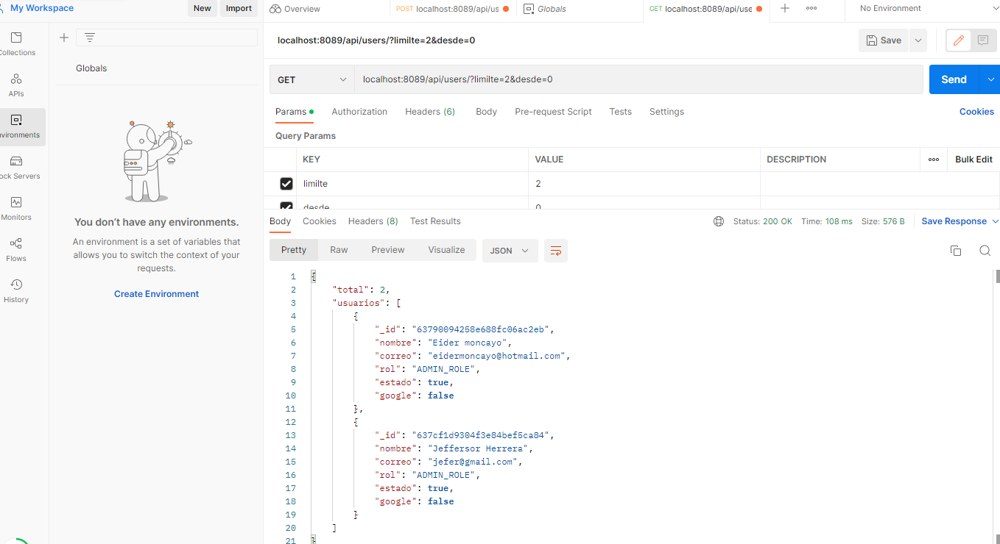 My Workspace
New
Import
Overview
POST localhost:8089/api/us
Globals
GET localhost:8089/api/use
No Environment
Collections
APIs
Environments
Mock Servers
Monitors
Flows
History
Globals
You don't have any environments.
An environment is a set of variables that
allows you to switch the context of your
requests.
Create Environment
localhost:8089/api/users/?limilte=2&desde=0
Save
GET
localhost:8089/api/users/?limilte=2&desde=0
Send
Params
Authorization
Headers (6)
Body
Pre-request Script
Tests
Settings
Cookies
Query Params
KEY
VALUE
DESCRIPTION
Bulk Edit
limilte
2
desde
0
Body
Cookies
Headers (8)
Test Results
Status: 200 OK
Time: 108 ms
Size: 576 B
Save Response
Pretty
Raw
Preview
Visualize
JSON
1 {
2 "total": 2,
3 "usuarios": [
4 {
5 "_id": "63790094258e688fc06ac2eb",
6 "nombre": "Eider moncayo",
7 "correo": "eidermoncayo@hotmail.com",
8 "rol": "ADMIN_ROLE",
9 "estado": true,
10 "google": false
11 },
12 {
13 "_id": "637cf1d9304f3e84bef5ca84",
14 "nombre": "Jeffersor Herrera",
15 "correo": "jefer@gmail.com",
16 "rol": "ADMIN_ROLE",
17 "estado": true,
18 "google": false
19 }
20 ]
21 }